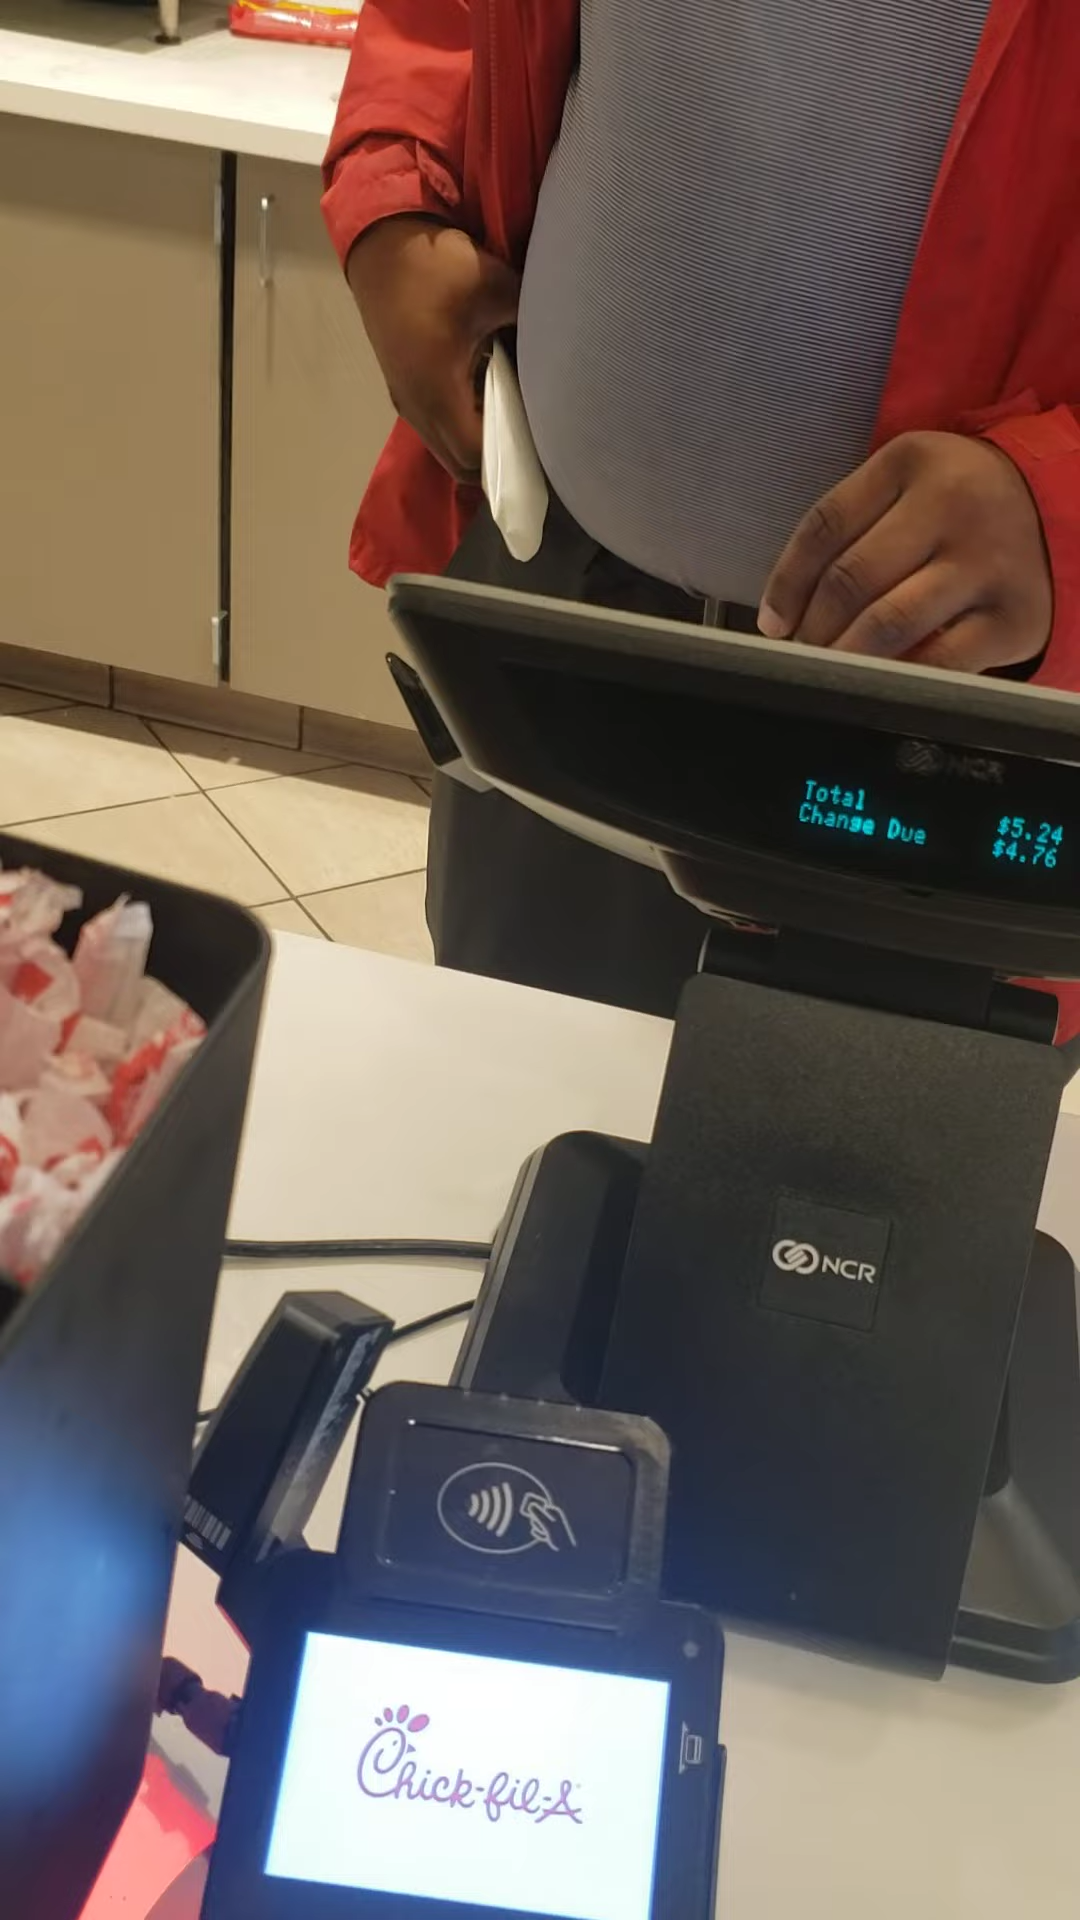 NCR
Total $5.24
Change Due $4.76
NCR
Chick-fil-A